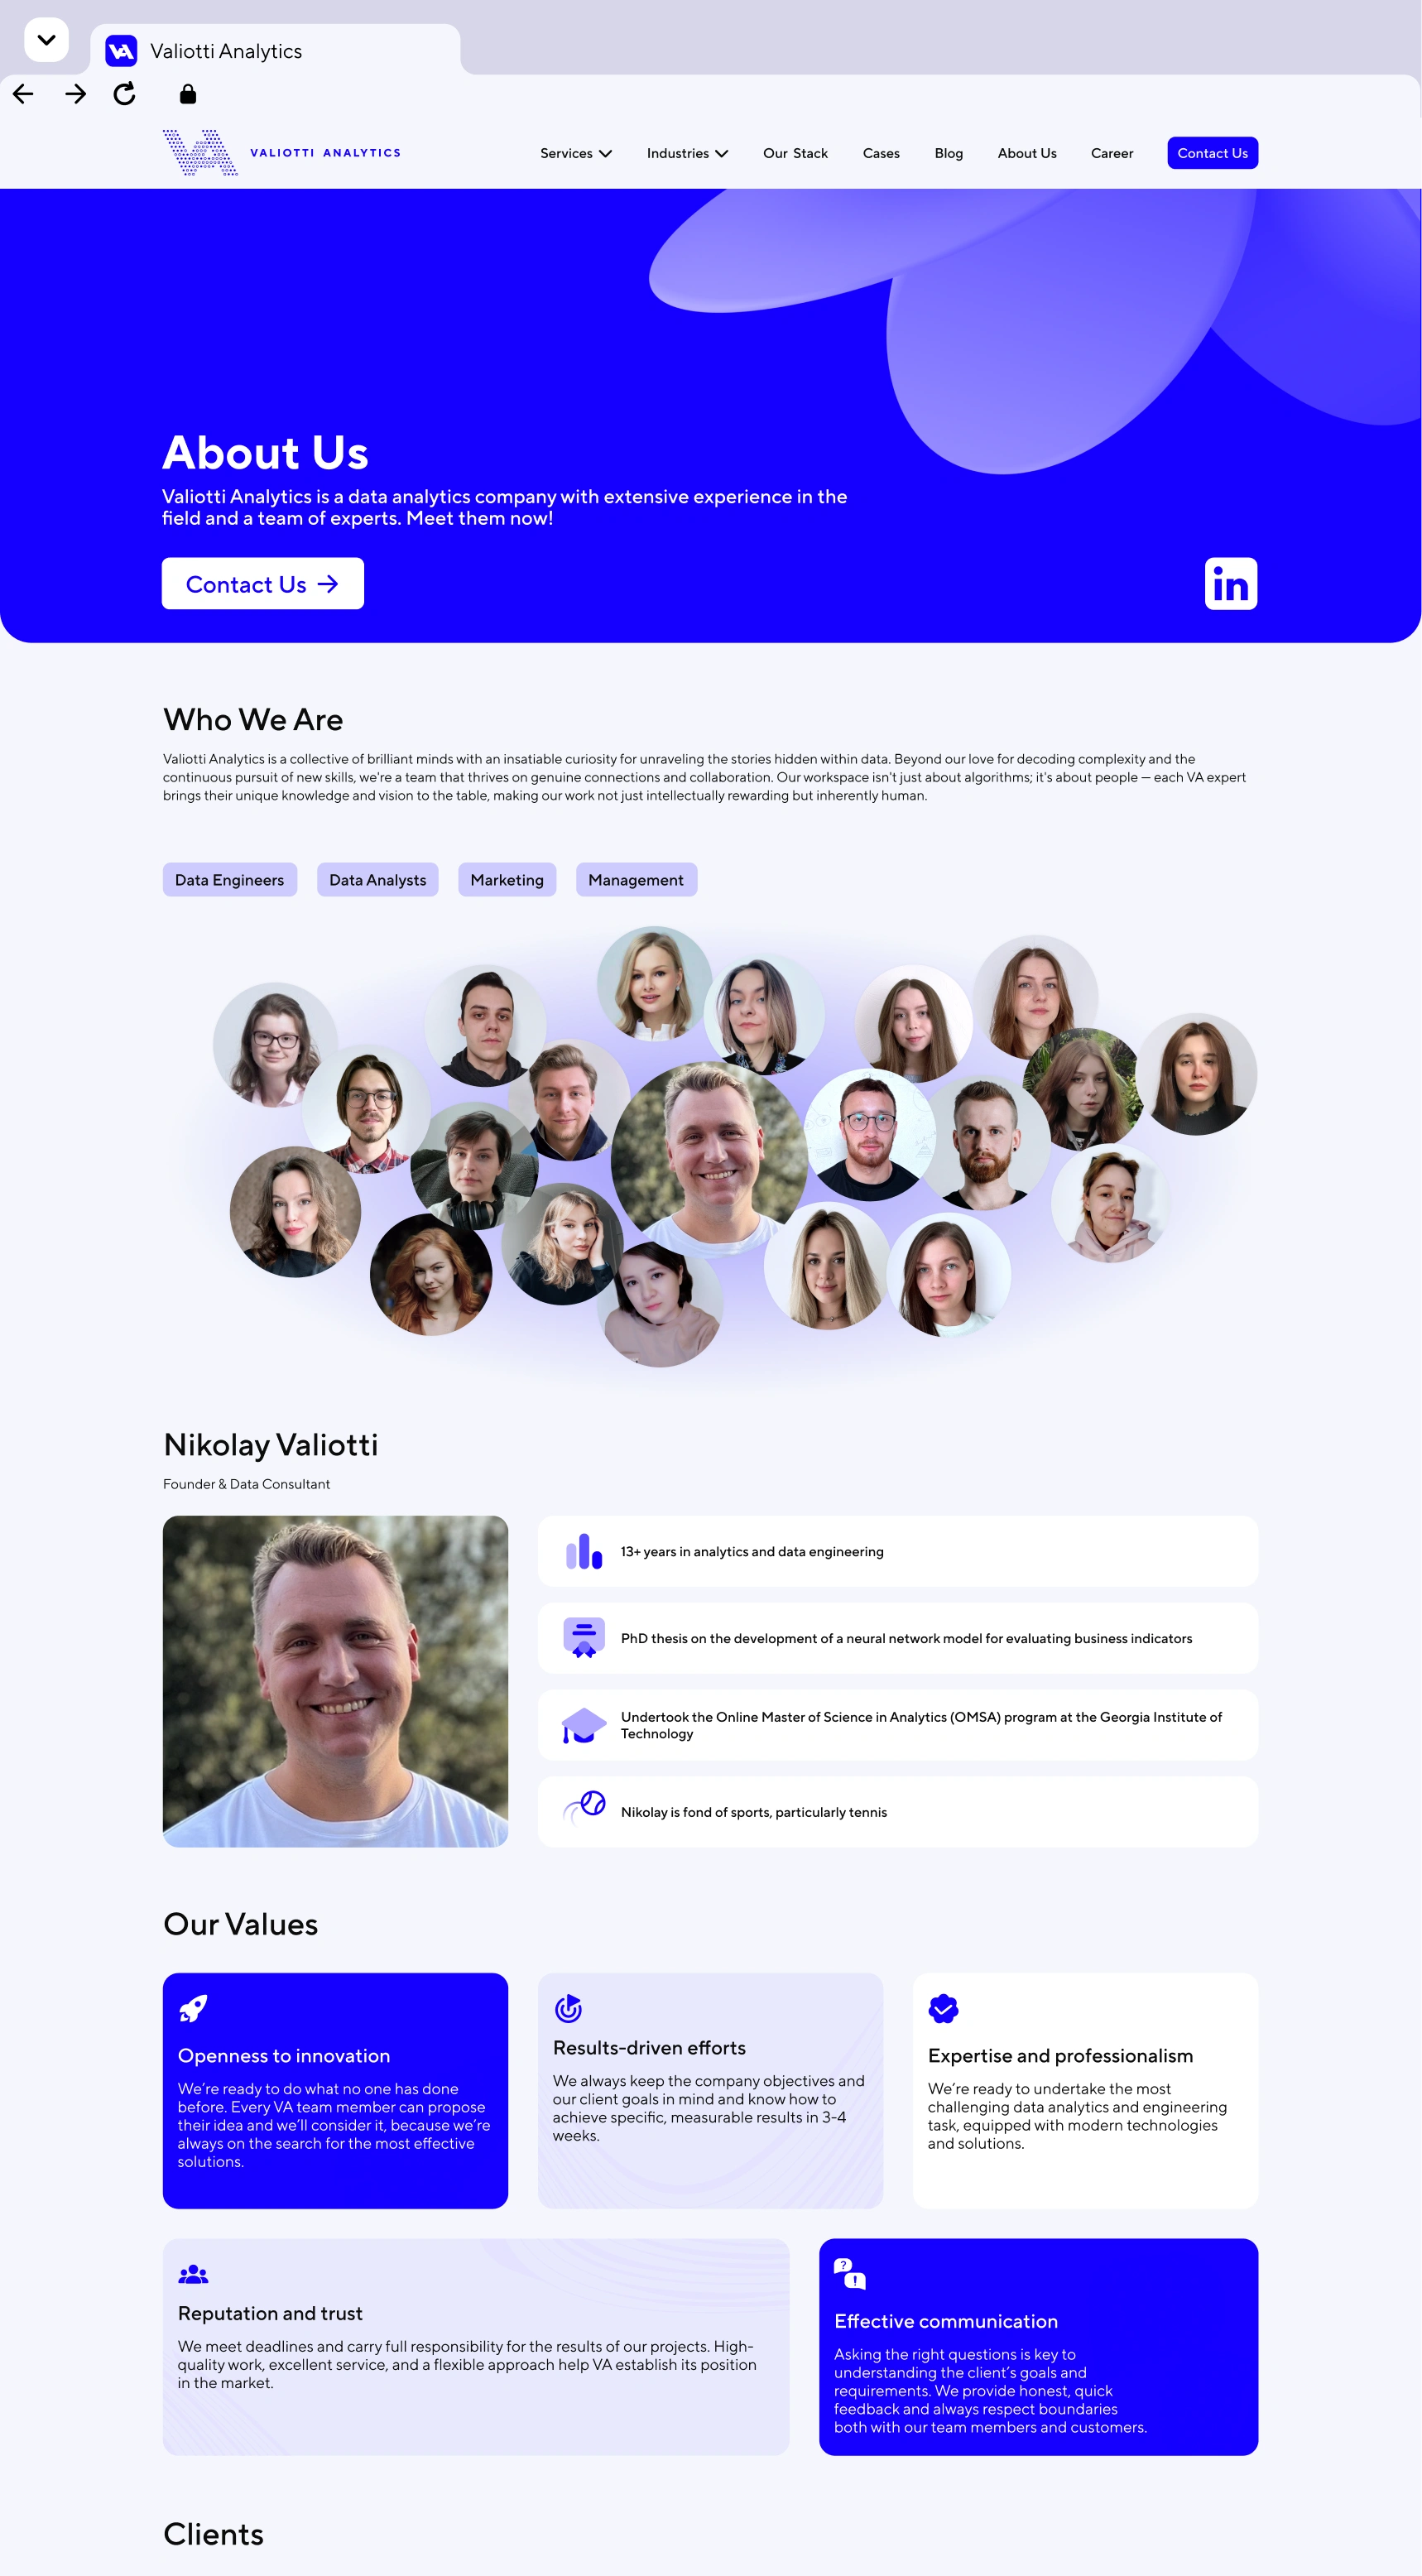 Valiotti Analytics
VALIOTTI ANALYTICS
Services
Industries
Our Stack
Cases
Blog
About Us
Career
Contact Us
About Us
Valiotti Analytics is a data analytics company with extensive experience in the
field and a team of experts. Meet them now!
Contact Us
in
Who We Are
Valiotti Analytics is a collective of brilliant minds with an insatiable curiosity for unraveling the stories hidden within data. Beyond our love for decoding complexity and the
continuous pursuit of new skills, we're a team that thrives on genuine connections and collaboration. Our workspace isn't just about algorithms; it's about people — each VA expert
brings their unique knowledge and vision to the table, making our work not just intellectually rewarding but inherently human.
Data Engineers
Data Analysts
Marketing
Management
Nikolay Valiotti
Founder & Data Consultant
13+ years in analytics and data engineering
PhD thesis on the development of a neural network model for evaluating business indicators
Undertook the Online Master of Science in Analytics (OMSA) program at the Georgia Institute of
Technology
Nikolay is fond of sports, particularly tennis
Our Values
Openness to innovation
We’re ready to do what no one has done
before. Every VA team member can propose
their idea and we’ll consider it, because we’re
always on the search for the most effective
solutions.
Results-driven efforts
We always keep the company objectives and
our client goals in mind and know how to
achieve specific, measurable results in 3-4
weeks.
Expertise and professionalism
We’re ready to undertake the most
challenging data analytics and engineering
task, equipped with modern technologies
and solutions.
Reputation and trust
We meet deadlines and carry full responsibility for the results of our projects. High-
quality work, excellent service, and a flexible approach help VA establish its position
in the market.
Effective communication
Asking the right questions is key to
understanding the client’s goals and
requirements. We provide honest, quick
feedback and always respect boundaries
both with our team members and customers.
Clients